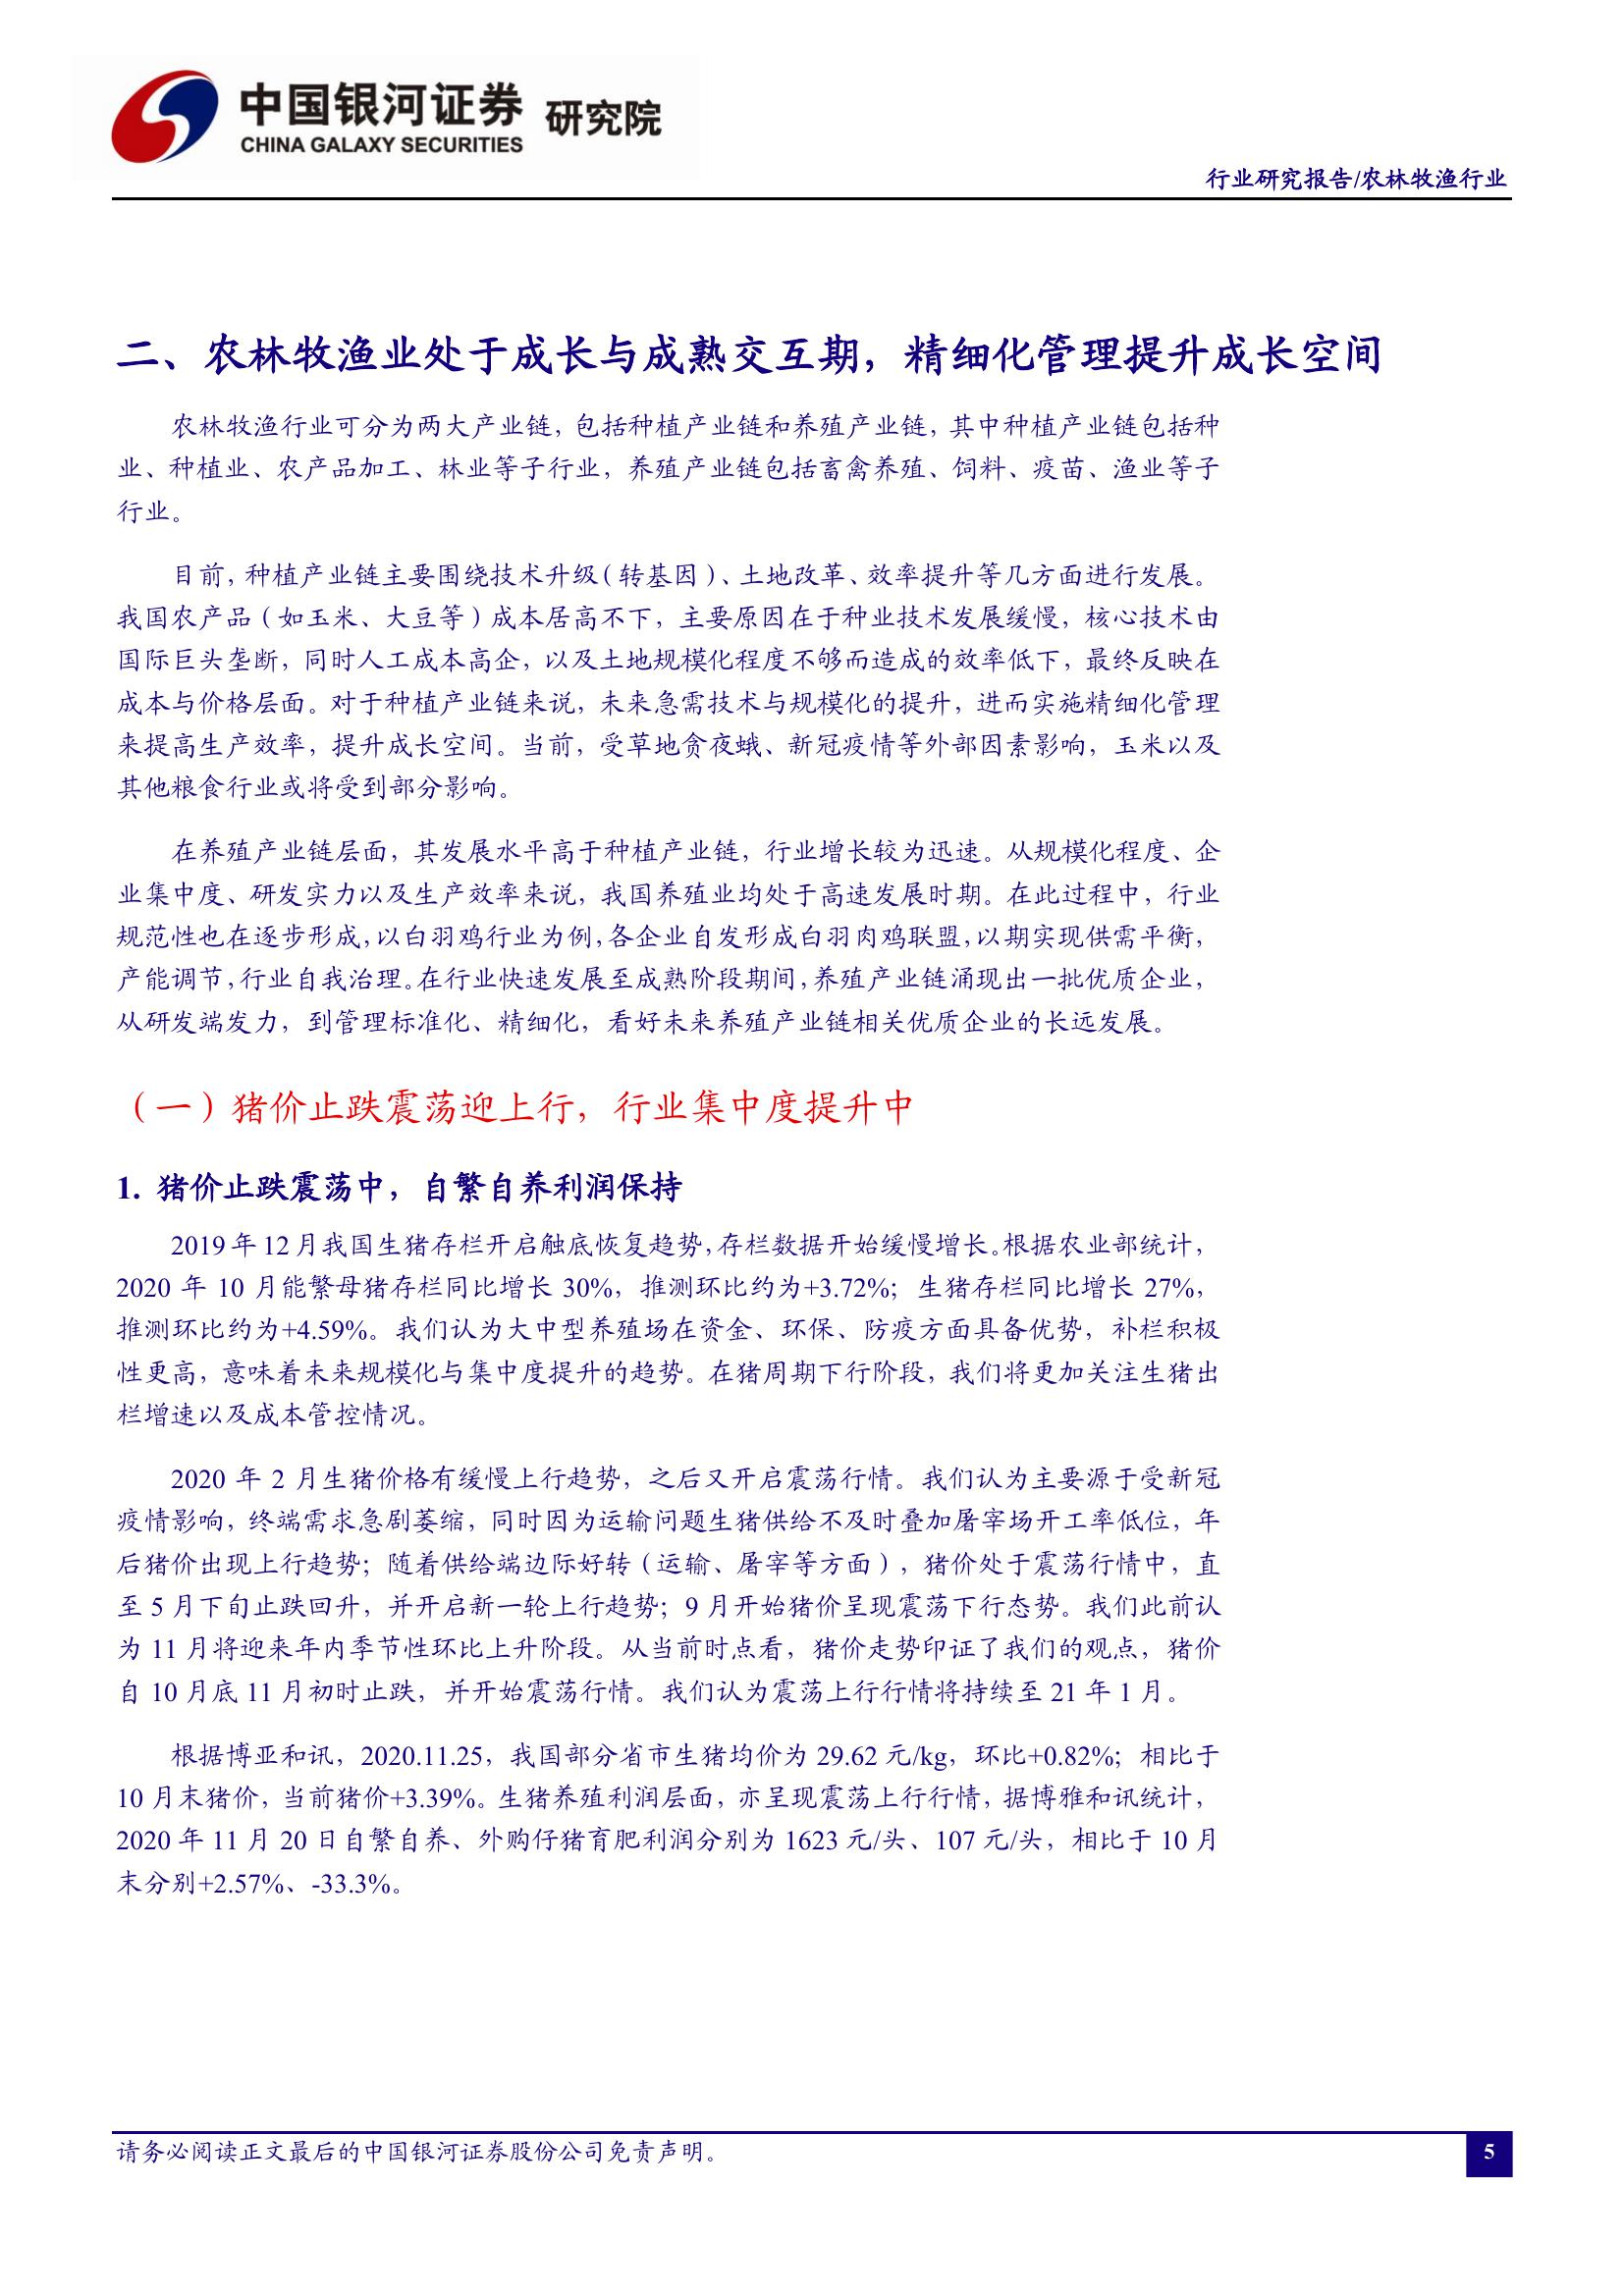 中国银河证券 研究院
CHINA GALAXY SECURITIES
行业研究报告/农林牧渔行业
二、农林牧渔业处于成长与成熟交互期，精细化管理提升成长空间
农林牧渔行业可分为两大产业链，包括种植产业链和养殖产业链，其中种植产业链包括种
业、种植业、农产品加工、林业等子行业，养殖产业链包括畜禽养殖、饲料、疫苗、渔业等子
行业。
目前，种植产业链主要围绕技术升级（转基因）、土地改革、效率提升等几方面进行发展。
我国农产品（如玉米、大豆等）成本居高不下，主要原因在于种业技术发展缓慢，核心技术由
国际巨头垄断，同时人工成本高企，以及土地规模化程度不够而造成的效率低下，最终反映在
成本与价格层面。对于种植产业链来说，未来急需技术与规模化的提升，进而实施精细化管理
来提高生产效率，提升成长空间。当前，受草地贪夜蛾、新冠疫情等外部因素影响，玉米以及
其他粮食行业或将受到部分影响。
在养殖产业链层面，其发展水平高于种植产业链，行业增长较为迅速。从规模化程度、企
业集中度、研发实力以及生产效率来说，我国养殖业均处于高速发展时期。在此过程中，行业
规范性也在逐步形成，以白羽鸡行业为例，各企业自发形成白羽肉鸡联盟，以期实现供需平衡，
产能调节，行业自我治理。在行业快速发展至成熟阶段期间，养殖产业链涌现出一批优质企业，
从研发端发力，到管理标准化、精细化，看好未来养殖产业链相关优质企业的长远发展。
（一）猪价止跌震荡迎上行，行业集中度提升中
1. 猪价止跌震荡中，自繁自养利润保持
2019 年 12 月我国生猪存栏开启触底恢复趋势，存栏数据开始缓慢增长。根据农业部统计，
2020 年 10 月能繁母猪存栏同比增长 30%，推测环比约为+3.72%；生猪存栏同比增长 27%，
推测环比约为+4.59%。我们认为大中型养殖场在资金、环保、防疫方面具备优势，补栏积极
性更高，意味着未来规模化与集中度提升的趋势。在猪周期下行阶段，我们将更加关注生猪出
栏增速以及成本管控情况。
2020 年 2 月生猪价格有缓慢上行趋势，之后又开启震荡行情。我们认为主要源于受新冠
疫情影响，终端需求急剧萎缩，同时因为运输问题生猪供给不及时叠加屠宰场开工率低位，年
后猪价出现上行趋势；随着供给端边际好转（运输、屠宰等方面），猪价处于震荡行情中，直
至 5 月下旬止跌回升，并开启新一轮上行趋势；9 月开始猪价呈现震荡下行态势。我们此前认
为 11 月将迎来年内季节性环比上升阶段。从当前时点看，猪价走势印证了我们的观点，猪价
自 10 月底 11 月初时止跌，并开始震荡行情。我们认为震荡上行行情将持续至 21 年 1 月。
根据博亚和讯，2020.11.25，我国部分省市生猪均价为 29.62 元/kg，环比+0.82%；相比于
10 月末猪价，当前猪价+3.39%。生猪养殖利润层面，亦呈现震荡上行行情，据博雅和讯统计，
2020 年 11 月 20 日自繁自养、外购仔猪育肥利润分别为 1623 元/头、107 元/头，相比于 10 月
末分别+2.57%、-33.3%。
请务必阅读正文最后的中国银河证券股份公司免责声明。
5